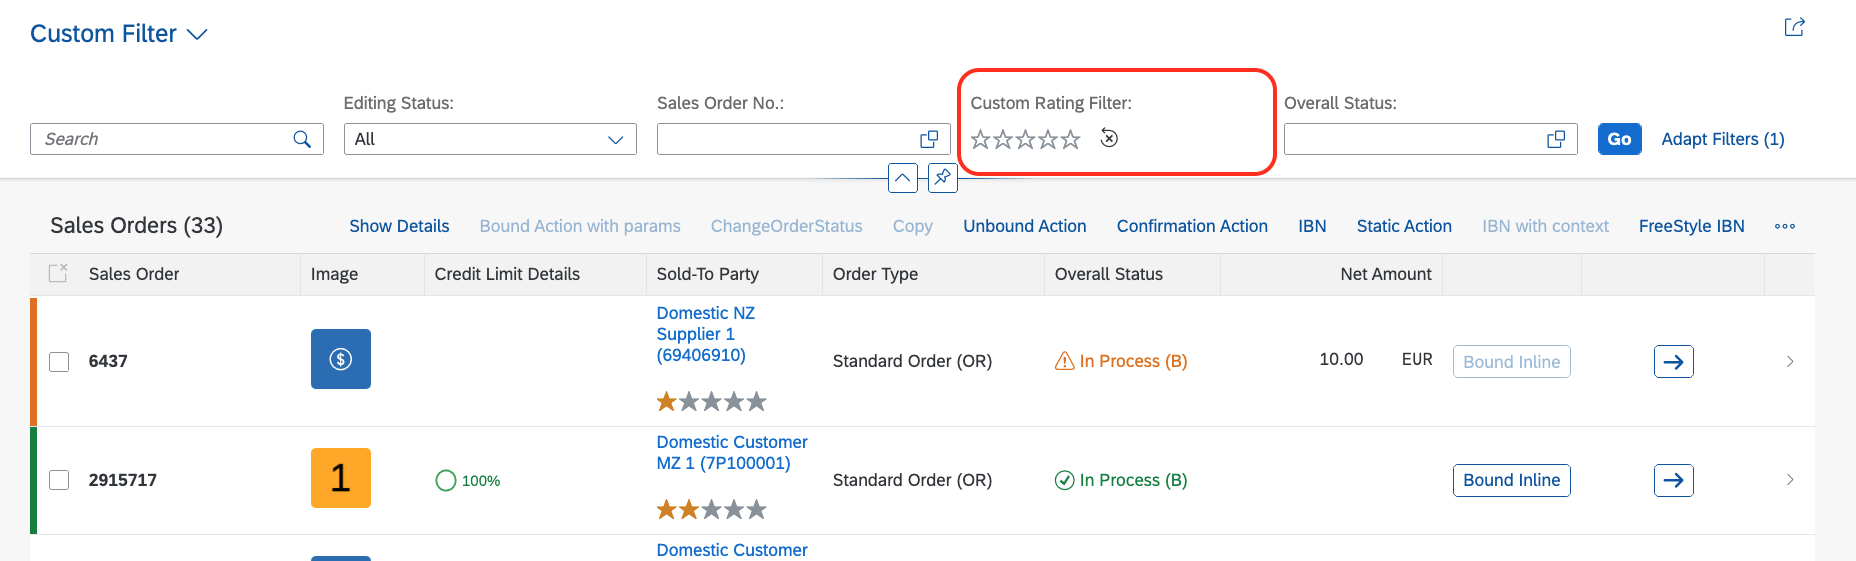 Custom Filter
Editing Status:
Sales Order No.:
Custom Rating Filter:
Overall Status:
Search
All
Go
Adapt Filters (1)
Sales Orders (33)
Show Details
Bound Action with params
ChangeOrderStatus
Copy
Unbound Action
Confirmation Action
IBN
Static Action
IBN with context
FreeStyle IBN
Sales Order
Image
Credit Limit Details
Sold-To Party
Order Type
Overall Status
Net Amount
6437
Domestic NZ
Supplier 1
(69406910)
Standard Order (OR)
In Process (B)
10.00 EUR
Bound Inline
2915717
1
100%
Domestic Customer
MZ 1 (7P100001)
Standard Order (OR)
In Process (B)
Bound Inline
Domestic Customer